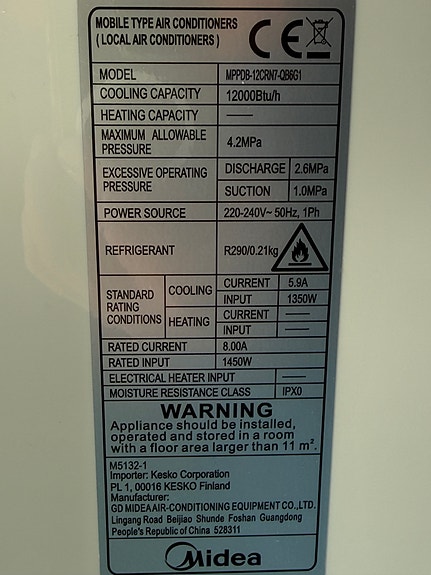 MOBILE TYPE AIR CONDITIONERS
( LOCAL AIR CONDITIONERS )
CE
MODEL MPPDB-12CRN7-QB6G1
COOLING CAPACITY 12000Btu/h
HEATING CAPACITY ——
MAXIMUM ALLOWABLE
PRESSURE 4.2MPa
EXCESSIVE OPERATING
PRESSURE
DISCHARGE 2.6MPa
SUCTION 1.0MPa
POWER SOURCE 220-240V~ 50Hz, 1Ph
REFRIGERANT R290/0.21kg
STANDARD
RATING
CONDITIONS
COOLING
CURRENT 5.9A
INPUT 1350W
HEATING
CURRENT ——
INPUT ——
RATED CURRENT 8.00A
RATED INPUT 1450W
ELECTRICAL HEATER INPUT ——
MOISTURE RESISTANCE CLASS IPX0
WARNING
Appliance should be installed,
operated and stored in a room
with a floor area larger than 11 m².
M5132-1
Importer: Kesko Corporation
PL 1, 00016 KESKO Finland
Manufacturer:
GD MIDEA AIR-CONDITIONING EQUIPMENT CO.,LTD.
Lingang Road Beijiao Shunde Foshan Guangdong
People's Republic of China 528311
Midea